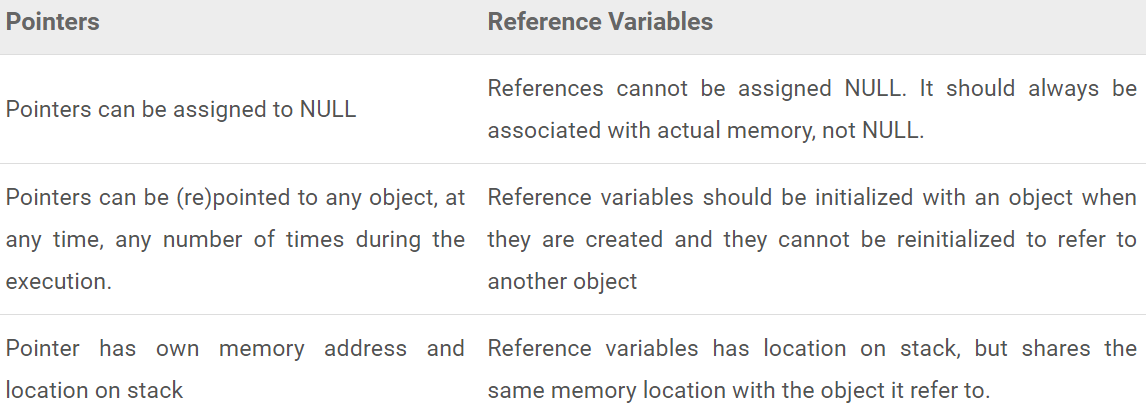 Pointers
Reference Variables
Pointers can be assigned to NULL
References cannot be assigned NULL. It should always be
associated with actual memory, not NULL.
Pointers can be (re)pointed to any object, at
any time, any number of times during the
execution.
Reference variables should be initialized with an object when
they are created and they cannot be reinitialized to refer to
another object
Pointer has own memory address and
location on stack
Reference variables has location on stack, but shares the
same memory location with the object it refer to.